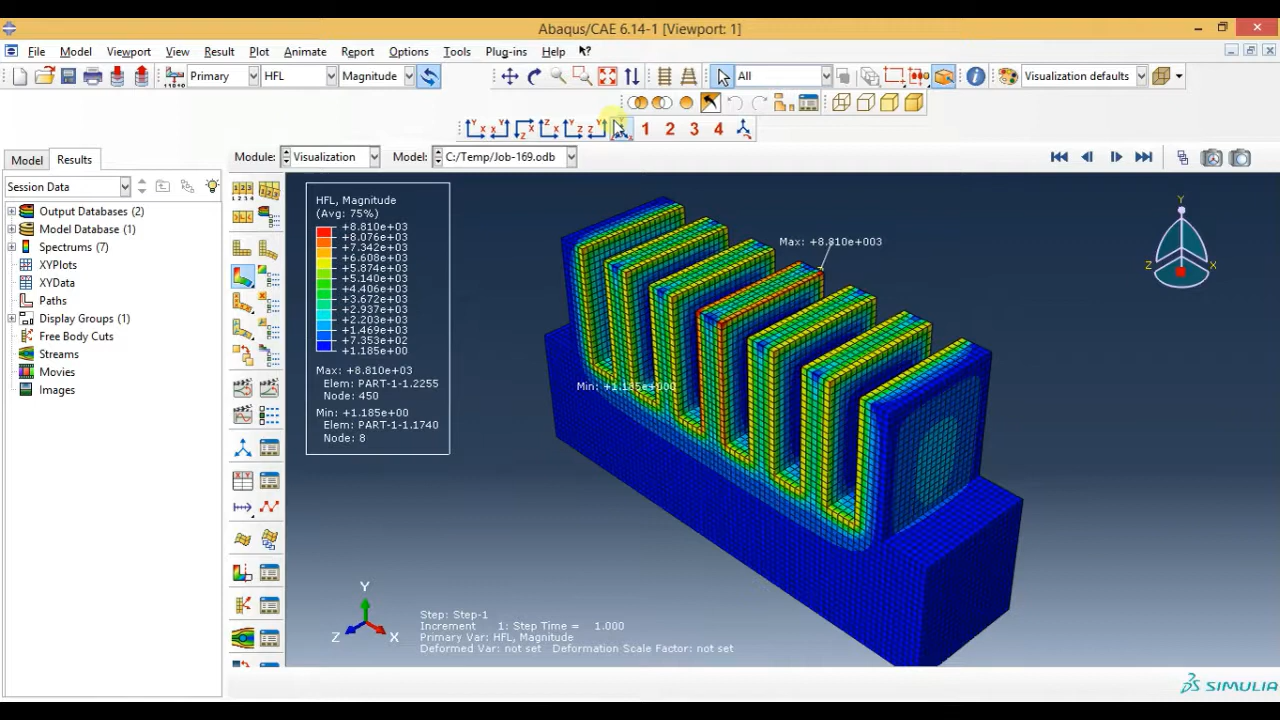 Abaqus/CAE 6.14-1 [Viewport: 1]
File Model Viewport View Result Plot Animate Report Options Tools Plug-ins Help ?
Primary HFL Magnitude All Visualization defaults
1 2 3 4
Model Results
Module: Visualization Model: C:/Temp/Job-169.odb
Session Data
Output Databases (2)
Model Database (1)
Spectrums (7)
XYPlots
XYData
Paths
Display Groups (1)
Free Body Cuts
Streams
Movies
Images
HFL, Magnitude
(Avg: 75%)
+8.810e+03
+8.076e+03
+7.342e+03
+6.608e+03
+5.874e+03
+5.140e+03
+4.406e+03
+3.672e+03
+2.937e+03
+2.203e+03
+1.469e+03
+7.353e+02
+1.185e+00
Max: +8.810e+03
Elem: PART-1-1.2255
Node: 450
Min: +1.185e+00
Elem: PART-1-1.1740
Node: 8
Max: +8.810e+003
Min: +1.185e+000
Y
Z X
Y
Z X
Step: Step-1
Increment 1: Step Time = 1.000
Primary Var: HFL, Magnitude
Deformed Var: not set Deformation Scale Factor: not set
SIMULIA